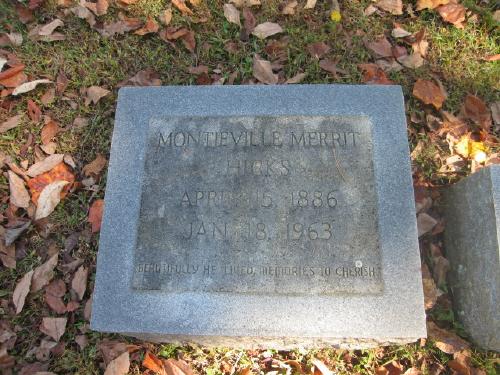 MONTIEVILLE MERRIT
HICKS
APRIL 15, 1886
JAN. 18, 1963
BEAUTIFULLY HE LIVED, MEMORIES TO CHERISH.